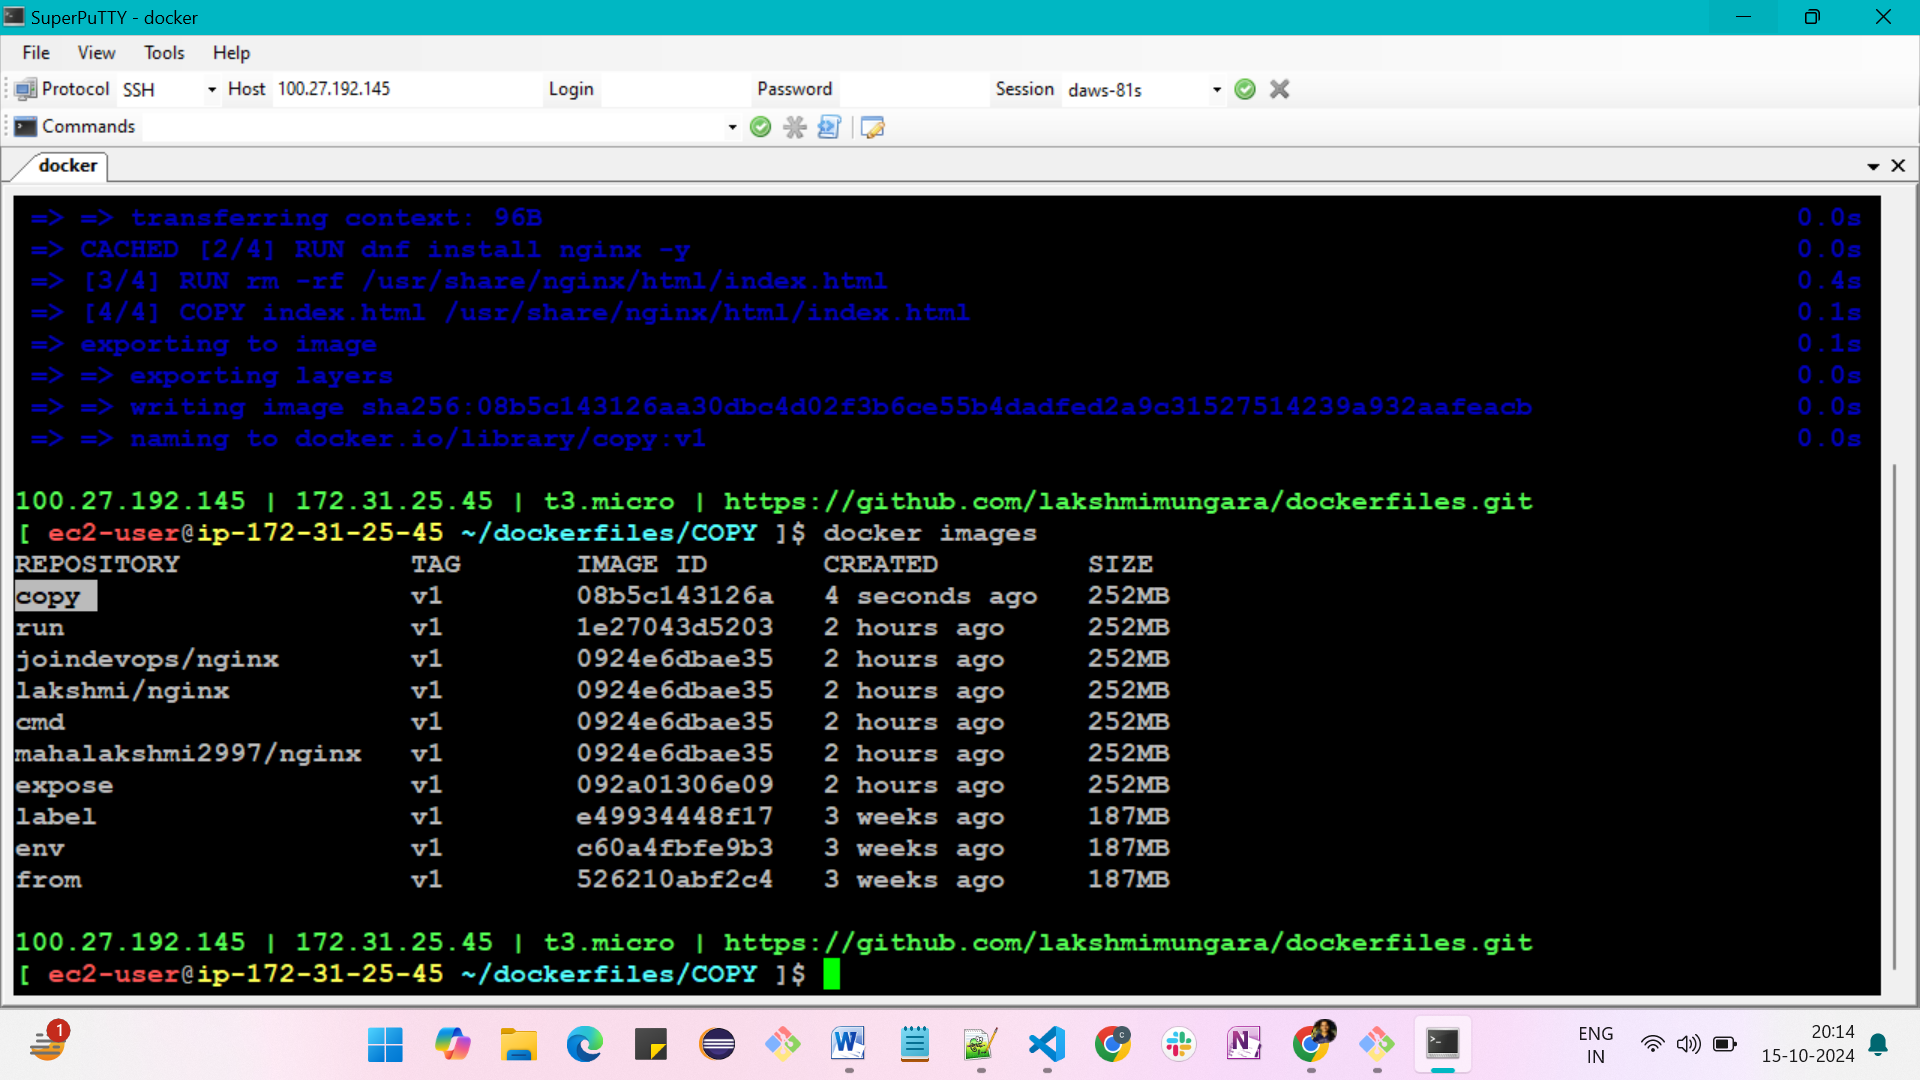 SuperPuTTY - docker
File View Tools Help
Protocol SSH Host 100.27.192.145 Login Password Session daws-81s
Commands
docker
=> => transferring context: 96B 0.0s
=> CACHED [2/4] RUN dnf install nginx -y 0.0s
=> [3/4] RUN rm -rf /usr/share/nginx/html/index.html 0.4s
=> [4/4] COPY index.html /usr/share/nginx/html/index.html 0.1s
=> exporting to image 0.1s
=> => exporting layers 0.0s
=> => writing image sha256:08b5c143126aa30dbc4d02f3b6ce55b4dadfed2a9c31527514239a932aafeacb 0.0s
=> => naming to docker.io/library/copy:v1 0.0s
100.27.192.145 | 172.31.25.45 | t3.micro | https://github.com/lakshmimungara/dockerfiles.git
[ ec2-user@ip-172-31-25-45 ~/dockerfiles/COPY ]$ docker images
REPOSITORY TAG IMAGE ID CREATED SIZE
copy v1 08b5c143126a 4 seconds ago 252MB
run v1 1e27043d5203 2 hours ago 252MB
joindevops/nginx v1 0924e6dbae35 2 hours ago 252MB
lakshmi/nginx v1 0924e6dbae35 2 hours ago 252MB
cmd v1 0924e6dbae35 2 hours ago 252MB
mahalakshmi2997/nginx v1 0924e6dbae35 2 hours ago 252MB
expose v1 092a01306e09 2 hours ago 252MB
label v1 e49934448f17 3 weeks ago 187MB
env v1 c60a4fbfe9b3 3 weeks ago 187MB
from v1 526210abf2c4 3 weeks ago 187MB
100.27.192.145 | 172.31.25.45 | t3.micro | https://github.com/lakshmimungara/dockerfiles.git
[ ec2-user@ip-172-31-25-45 ~/dockerfiles/COPY ]$
1
ENG 20:14
IN 15-10-2024